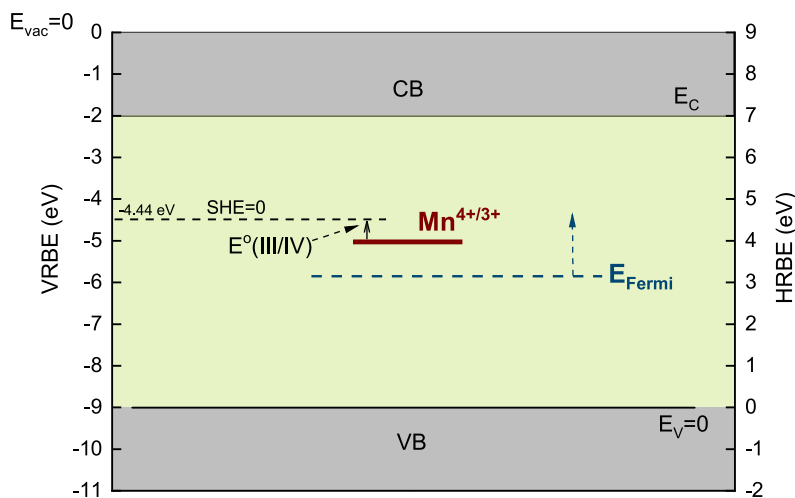 E_vac=0
0
-1
-2
-3
-4
-5
-6
-7
-8
-9
-10
-11
VRBE (eV)
CB
E_C
-4.44 eV
SHE=0
Mn^4+/3+
E^o(III/IV)
E_Fermi
E_V=0
VB
9
8
7
6
5
4
3
2
1
0
-1
-2
HRBE (eV)